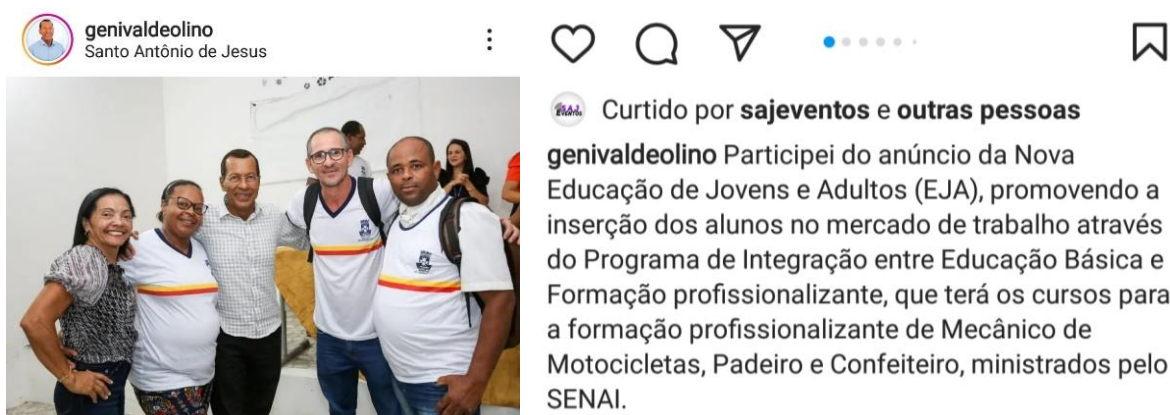 genivaldeolino
Santo Antônio de Jesus
Curtido por sajeventos e outras pessoas
genivaldeolino Participei do anúncio da Nova
Educação de Jovens e Adultos (EJA), promovendo a
inserção dos alunos no mercado de trabalho através
do Programa de Integração entre Educação Básica e
Formação profissionalizante, que terá os cursos para
a formação profissionalizante de Mecânico de
Motocicletas, Padeiro e Confeiteiro, ministrados pelo
SENAI.